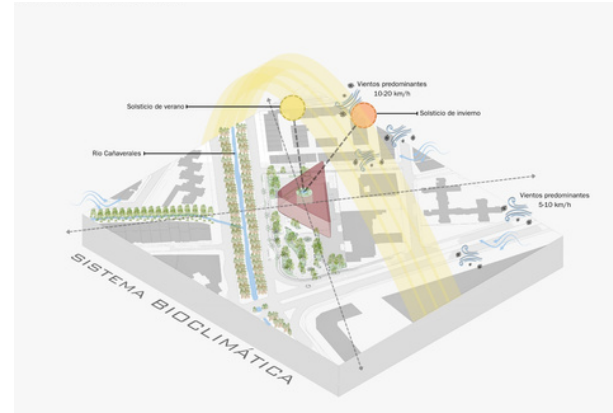 Vientos predominantes
10-20 km/h
Solsticio de verano
Solsticio de invierno
Río Cañaverales
Vientos predominantes
5-10 km/h
SISTEMA BIOCLIMÁTICA